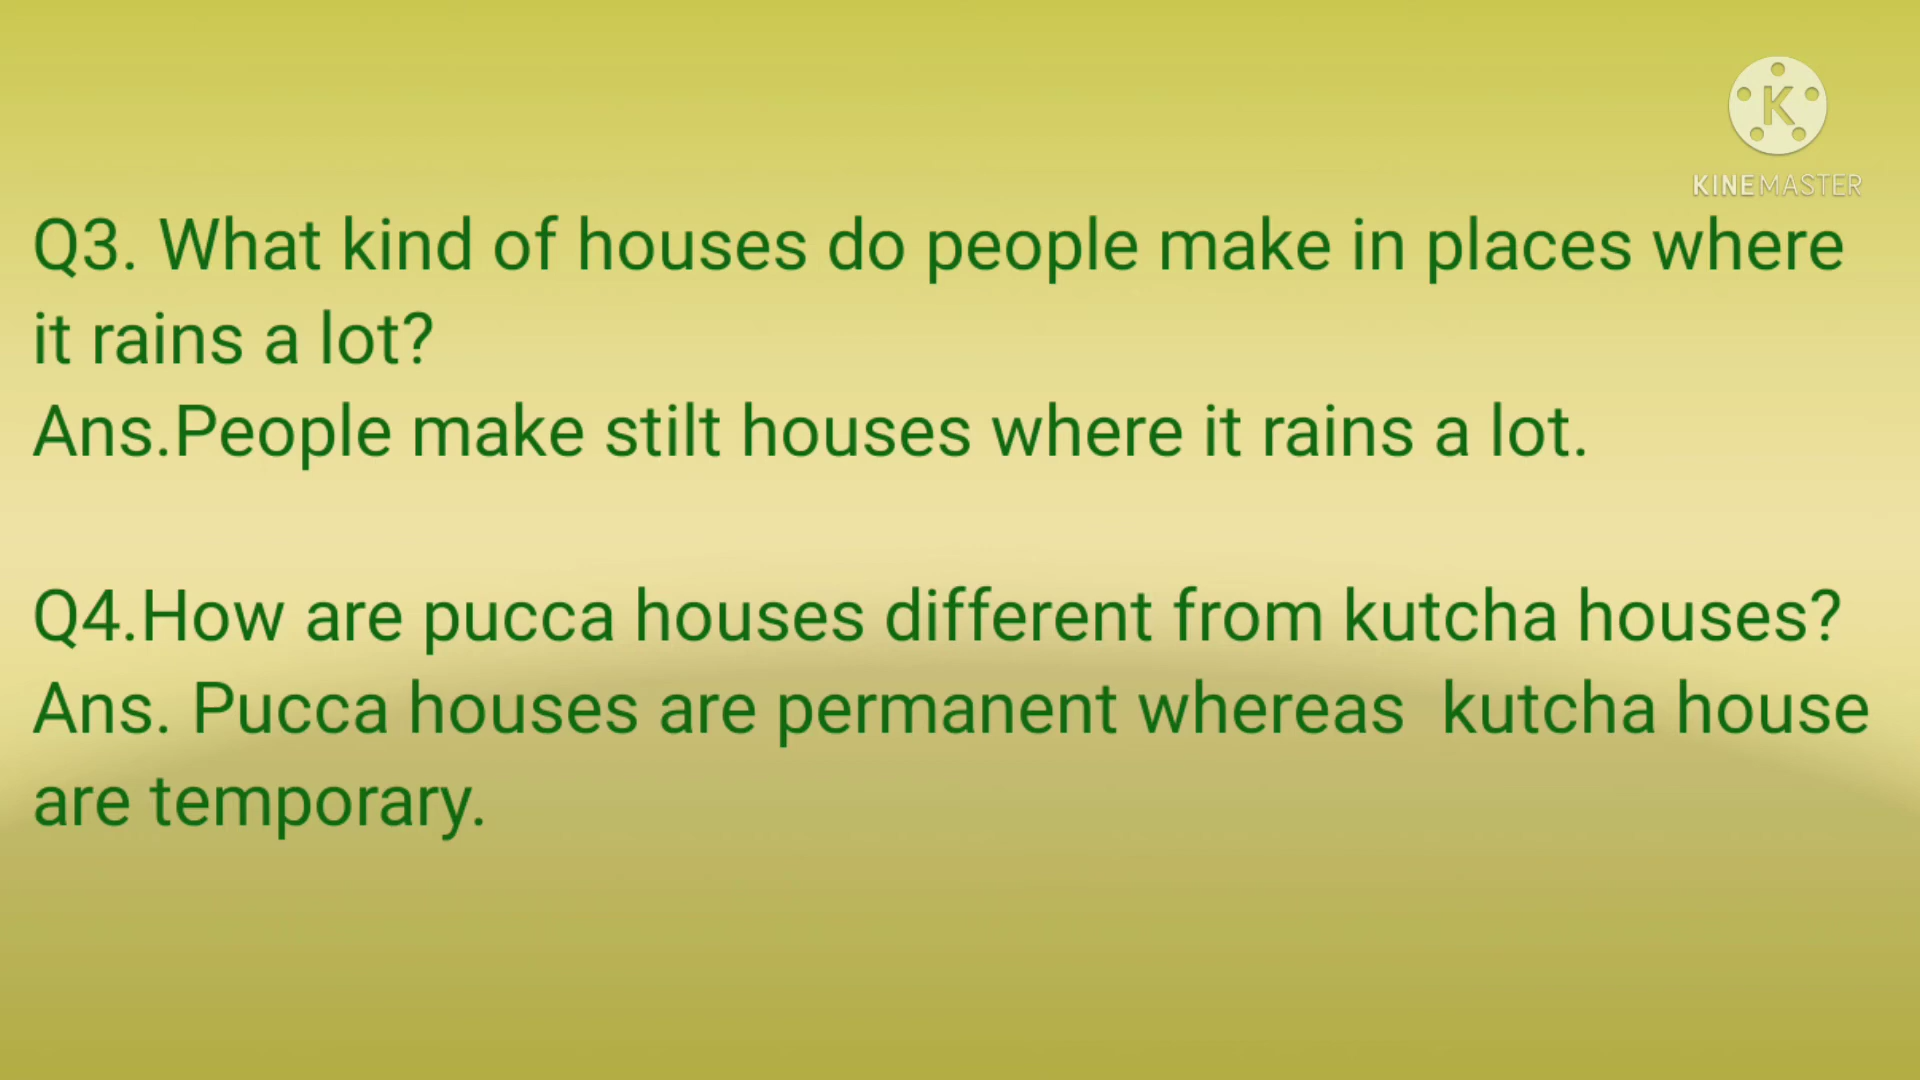 K
KINEMASTER
Q3. What kind of houses do people make in places where
it rains a lot?
Ans.People make stilt houses where it rains a lot.
Q4.How are pucca houses different from kutcha houses?
Ans. Pucca houses are permanent whereas  kutcha house
are temporary.